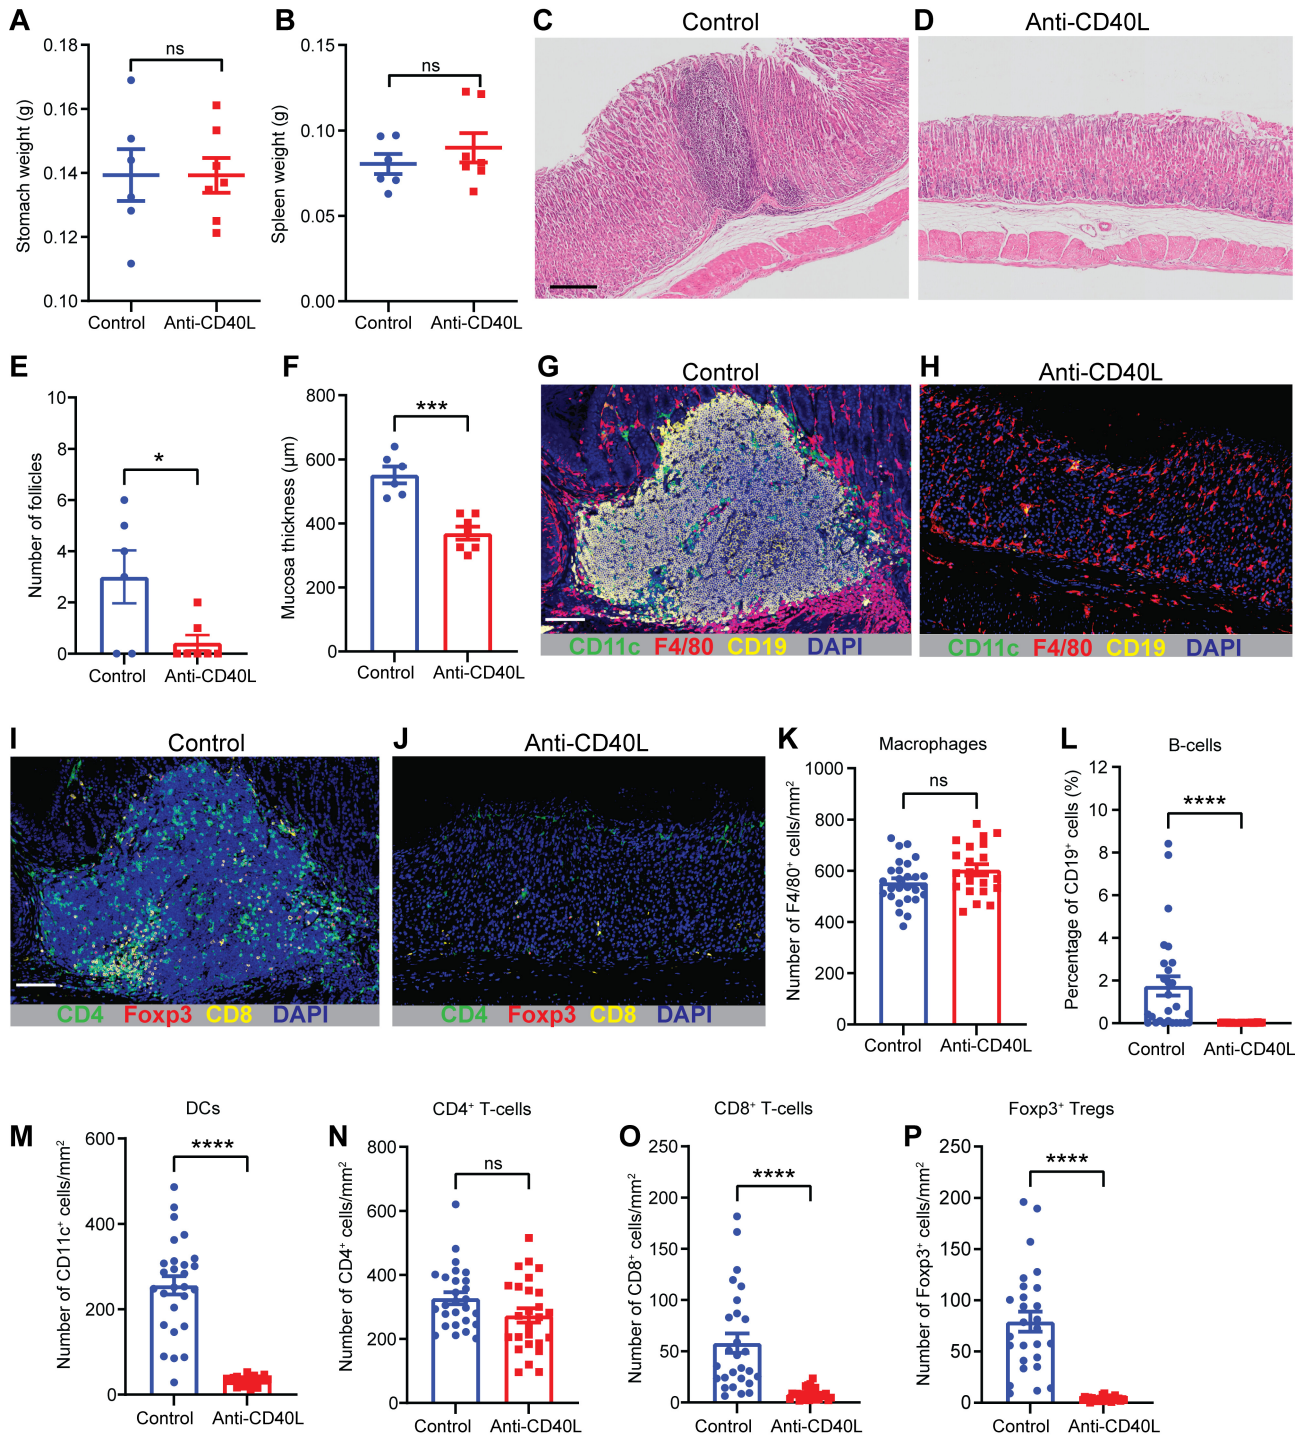 A
Stomach weight (g)
0.18
0.16
0.14
0.12
0.10
ns
Control
Anti-CD40L
B
Spleen weight (g)
0.15
0.10
0.05
0.00
ns
Control
Anti-CD40L
C
Control
D
Anti-CD40L
E
Number of follicles
10
8
6
4
2
0
*
Control
Anti-CD40L
F
Mucosa thickness (µm)
800
600
400
200
0
***
Control
Anti-CD40L
G
Control
CD11c F4/80 CD19 DAPI
H
Anti-CD40L
CD11c F4/80 CD19 DAPI
I
Control
CD4 Foxp3 CD8 DAPI
J
Anti-CD40L
CD4 Foxp3 CD8 DAPI
K
Macrophages
Number of F4/80⁺ cells/mm²
1000
800
600
400
200
0
ns
Control
Anti-CD40L
L
B-cells
Percentage of CD19⁺ cells (%)
12
10
8
6
4
2
0
****
Control
Anti-CD40L
M
DCs
Number of CD11c⁺ cells/mm²
600
400
200
0
****
Control
Anti-CD40L
N
CD4⁺ T-cells
Number of CD4⁺ cells/mm²
800
600
400
200
0
ns
Control
Anti-CD40L
O
CD8⁺ T-cells
Number of CD8⁺ cells/mm²
250
200
150
100
50
0
****
Control
Anti-CD40L
P
Foxp3⁺ Tregs
Number of Foxp3⁺ cells/mm²
250
200
150
100
50
0
****
Control
Anti-CD40L